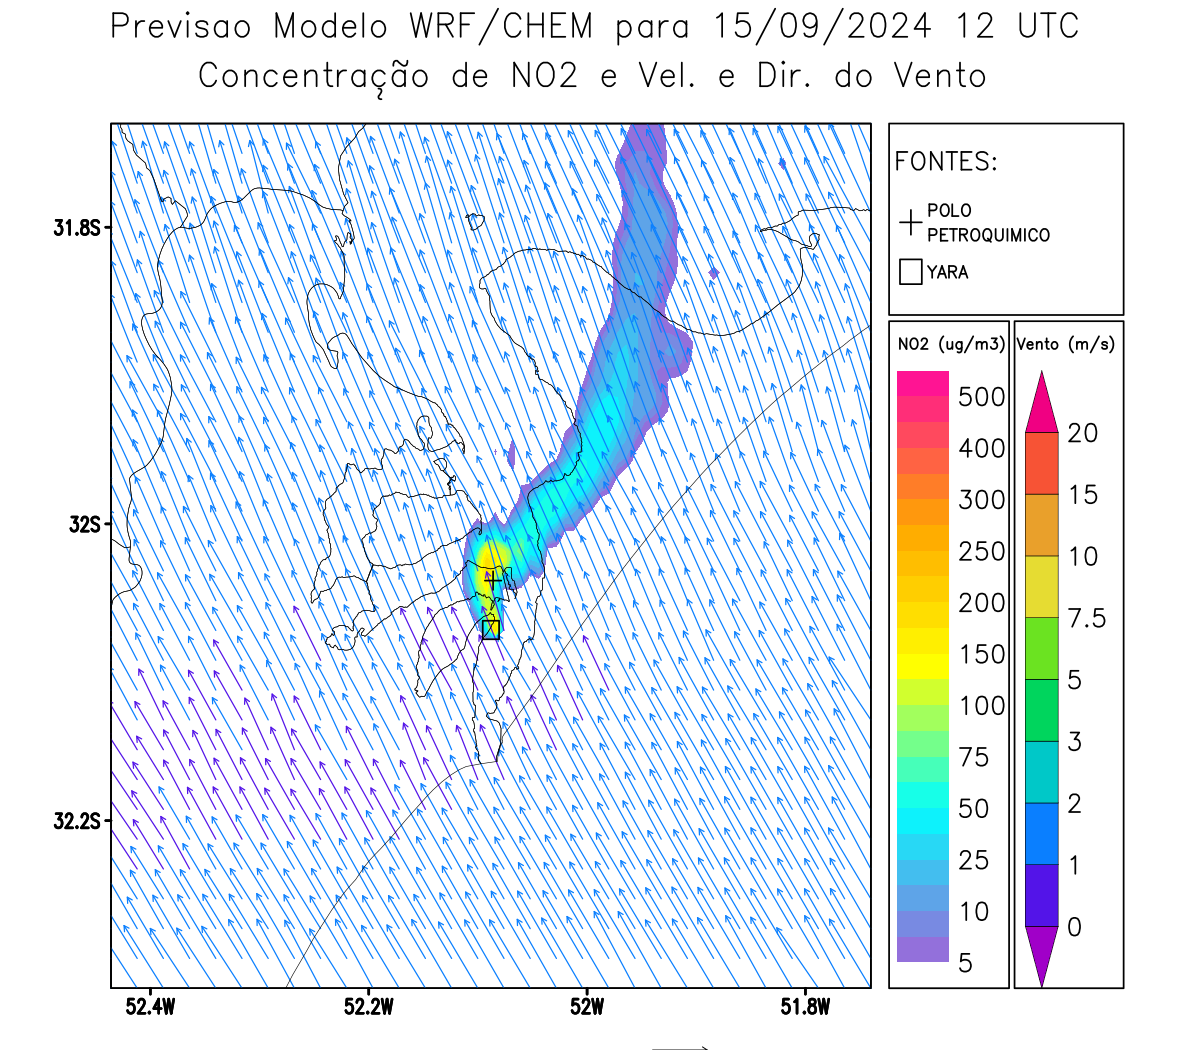 Previsao Modelo WRF/CHEM para 15/09/2024 12 UTC
Concentração de NO2 e Vel. e Dir. do Vento
FONTES:
POLO
PETROQUIMICO
YARA
31.8S
32S
32.2S
52.4W
52.2W
52W
51.8W
NO2 (ug/m3)
500
400
300
250
200
150
100
75
50
25
10
5
Vento (m/s)
20
15
10
7.5
5
3
2
1
0